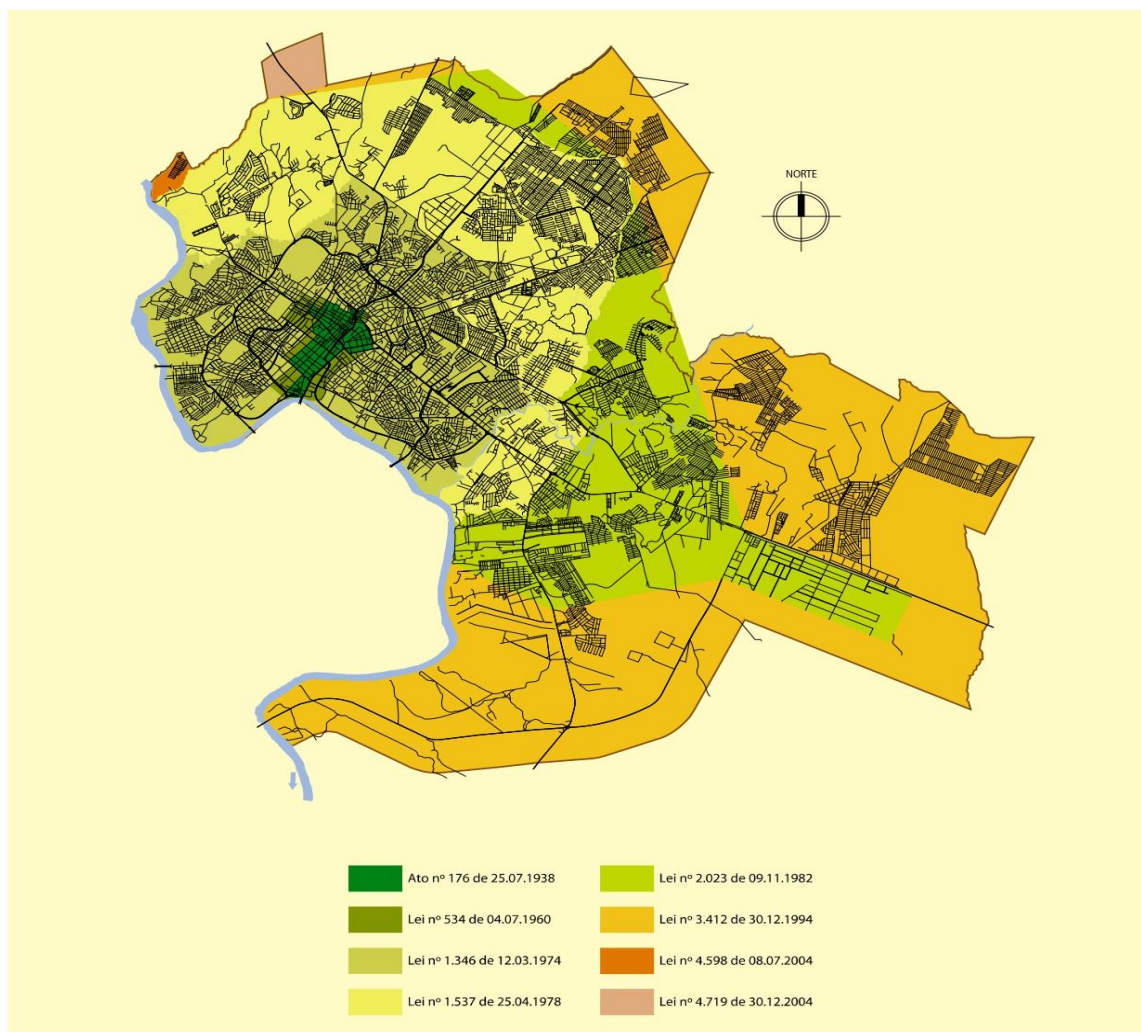 NORTE
Ato nº 176 de 25.07.1938
Lei nº 534 de 04.07.1960
Lei nº 1.346 de 12.03.1974
Lei nº 1.537 de 25.04.1978
Lei nº 2.023 de 09.11.1982
Lei nº 3.412 de 30.12.1994
Lei nº 4.598 de 08.07.2004
Lei nº 4.719 de 30.12.2004